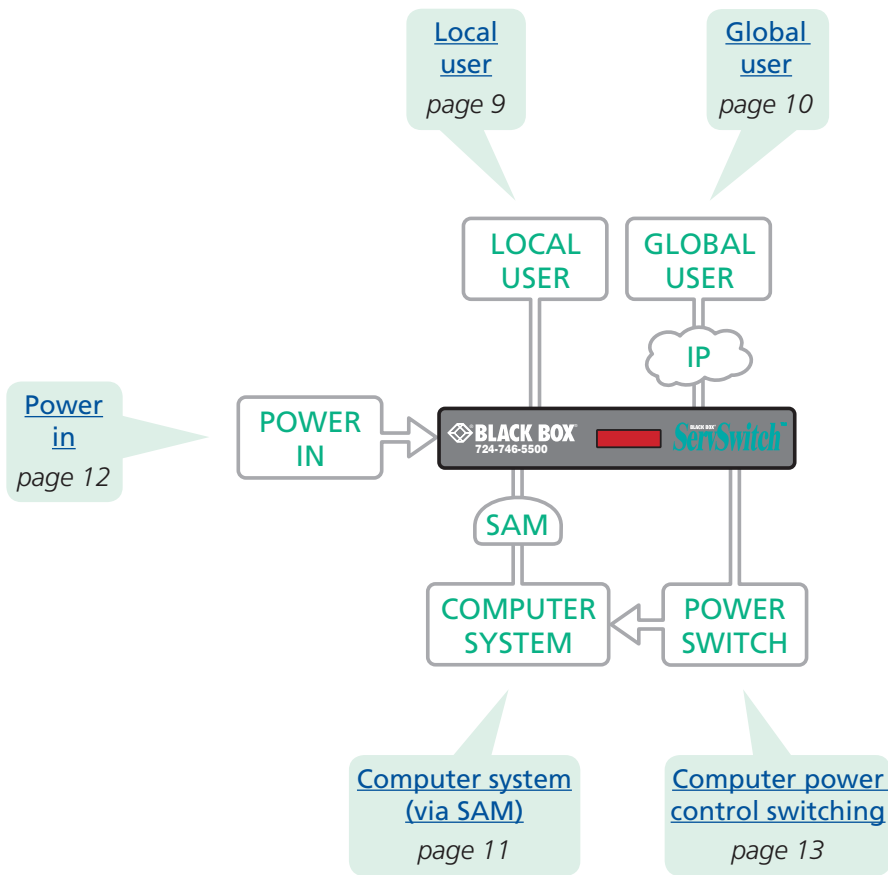 Local
user
page 9
Global
user
page 10
LOCAL
USER
GLOBAL
USER
IP
Power
in
page 12
POWER
IN
BLACK BOX®
724-746-5500
BLACK BOX®
ServSwitch™
SAM
COMPUTER
SYSTEM
POWER
SWITCH
Computer system
(via SAM)
page 11
Computer power
control switching
page 13